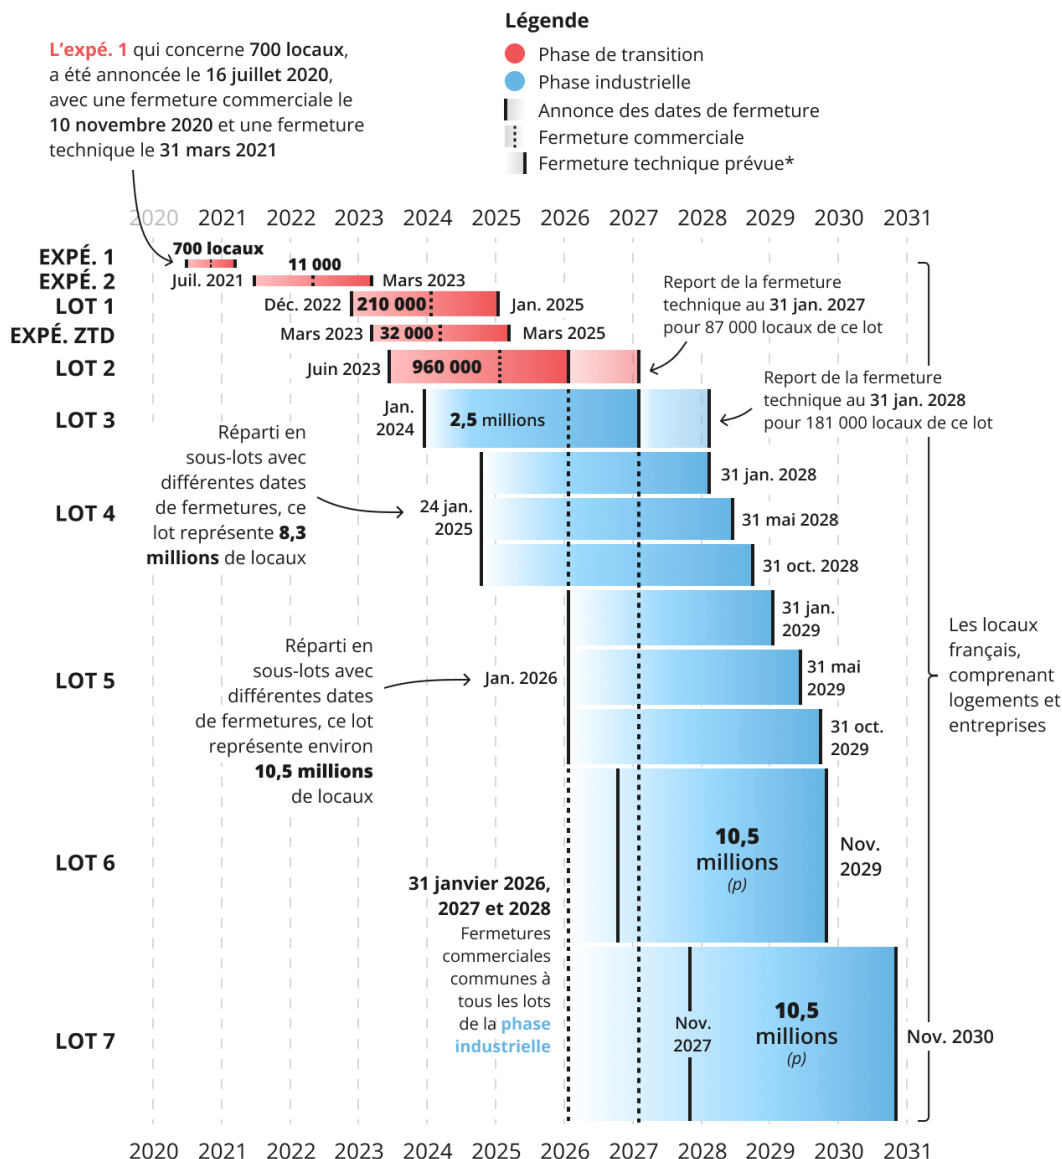 Légende
Phase de transition
Phase industrielle
Annonce des dates de fermeture
Fermeture commerciale
Fermeture technique prévue*
L'expé. 1 qui concerne 700 locaux,
a été annoncée le 16 juillet 2020,
avec une fermeture commerciale le
10 novembre 2020 et une fermeture
technique le 31 mars 2021
2020 2021 2022 2023 2024 2025 2026 2027 2028 2029 2030 2031
EXPÉ. 1
700 locaux
EXPÉ. 2
Juil. 2021
11 000
Mars 2023
LOT 1
Déc. 2022
210 000
Jan. 2025
EXPÉ. ZTD
Mars 2023
32 000
Mars 2025
LOT 2
Juin 2023
960 000
Report de la fermeture
technique au 31 jan. 2027
pour 87 000 locaux de ce lot
LOT 3
Jan.
2024
2,5 millions
Report de la fermeture
technique au 31 jan. 2028
pour 181 000 locaux de ce lot
LOT 4
Réparti en
sous-lots avec
différentes dates
de fermetures, ce
lot représente 8,3
millions de locaux
24 jan.
2025
31 jan. 2028
31 mai 2028
31 oct. 2028
LOT 5
Réparti en
sous-lots avec
différentes dates
de fermetures, ce lot
représente environ
10,5 millions
de locaux
Jan. 2026
31 jan.
2029
31 mai
2029
31 oct.
2029
Les locaux
français,
comprenant
logements et
entreprises
LOT 6
10,5
millions
(p)
Nov.
2029
31 janvier 2026,
2027 et 2028
Fermetures
commerciales
communes à
tous les lots
de la phase
industrielle
LOT 7
Nov.
2027
10,5
millions
(p)
Nov. 2030
2020 2021 2022 2023 2024 2025 2026 2027 2028 2029 2030 2031